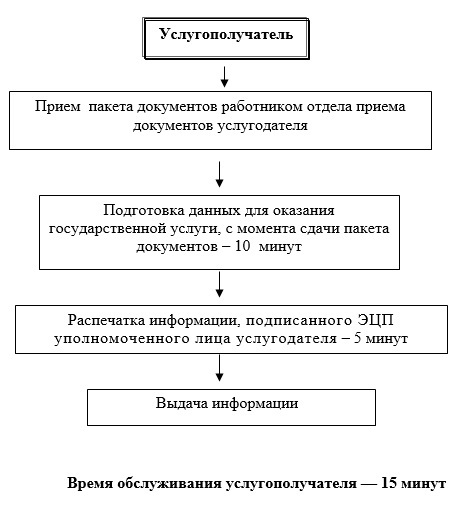 Услугополучатель
Прием пакета документов работником отдела приема
документов услугодателя
Подготовка данных для оказания
государственной услуги, с момента сдачи пакета
документов – 10 минут
Распечатка информации, подписанного ЭЦП
уполномоченного лица услугодателя – 5 минут
Выдача информации
Время обслуживания услугополучателя — 15 минут